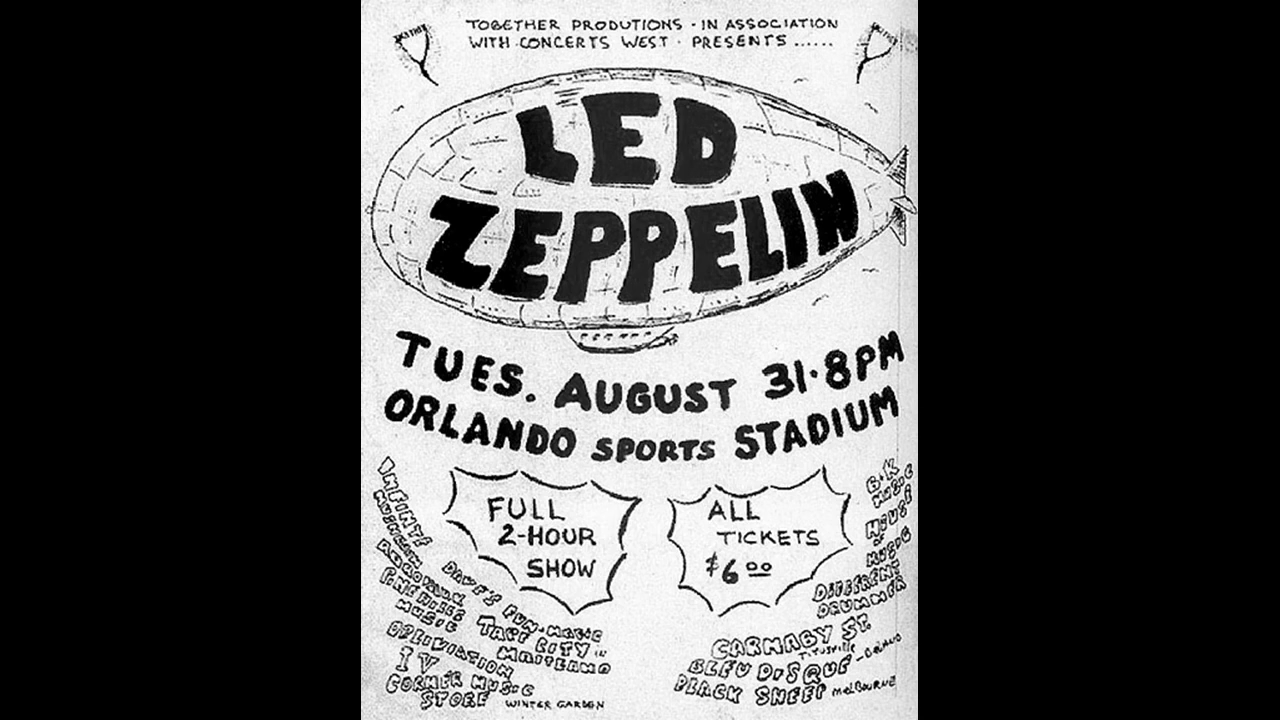 TOGETHER PRODUTIONS · IN ASSOCIATION
WITH CONCERTS WEST · PRESENTS ......
LED
ZEPPELIN
TUES. AUGUST 31·8PM
ORLANDO SPORTS STADIUM
FULL
2-HOUR
SHOW
ALL
TICKETS
$6.00
INFINITE
MUSHROOM
PINE HILLS
MUSIC
DAVE'S FUN-MUSIC
TAPE CITY IN
MAITLAND
IV
CORNER MUSIC
STORE WINTER GARDEN
B·K
MUSIC
HOUSE
OF
MUSIC
DIFFERENT
DRUMMER
CARNABY ST.
TITUSVILLE
BLEU DISQUE - ORLANDO
BLACK SHEEP MELBOURNE